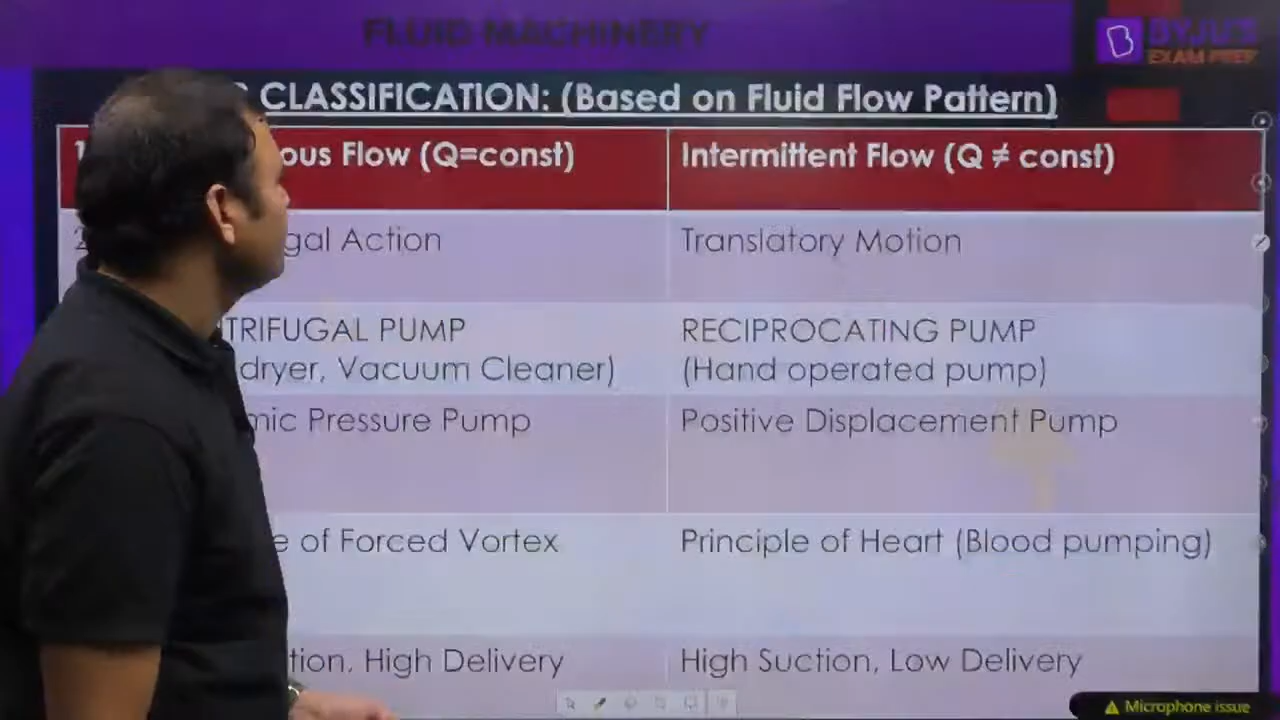 FLUID MACHINERY
BYJU'S
EXAM PREP
CLASSIFICATION: (Based on Fluid Flow Pattern)
ous Flow (Q=const)
Intermittent Flow (Q ≠ const)
gal Action
Translatory Motion
TRIFUGAL PUMP
RECIPROCATING PUMP
dryer, Vacuum Cleaner)
(Hand operated pump)
mic Pressure Pump
Positive Displacement Pump
e of Forced Vortex
Principle of Heart (Blood pumping)
tion, High Delivery
High Suction, Low Delivery
Microphone issue